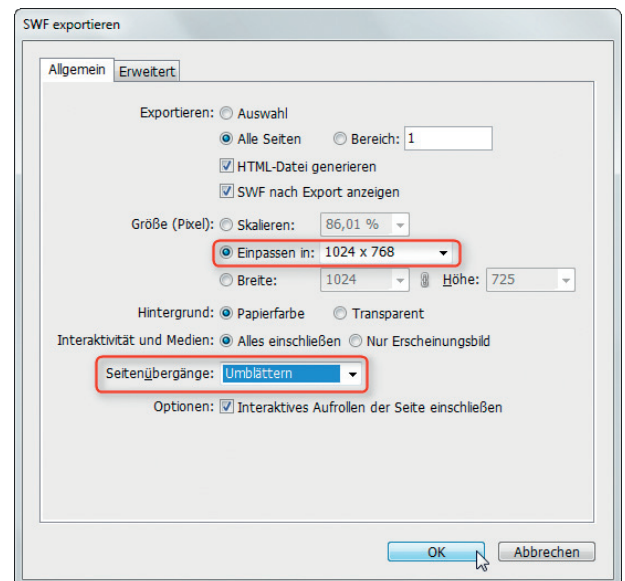 SWF exportieren
Allgemein Erweitert
Exportieren: Auswahl
Alle Seiten Bereich: 1
HTML-Datei generieren
SWF nach Export anzeigen
Größe (Pixel): Skalieren: 86,01 %
Einpassen in: 1024 x 768
Breite: 1024 Höhe: 725
Hintergrund: Papierfarbe Transparent
Interaktivität und Medien: Alles einschließen Nur Erscheinungsbild
Seitenübergänge: Umblättern
Optionen: Interaktives Aufrollen der Seite einschließen
OK Abbrechen